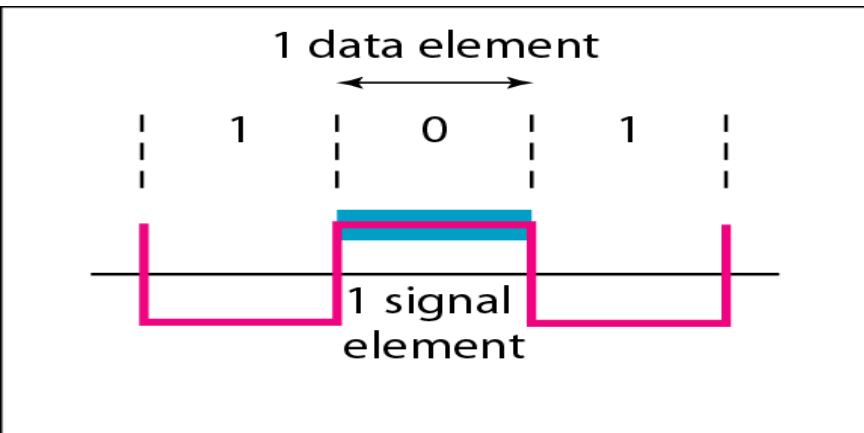 1 data element
1 0 1
1 signal
element